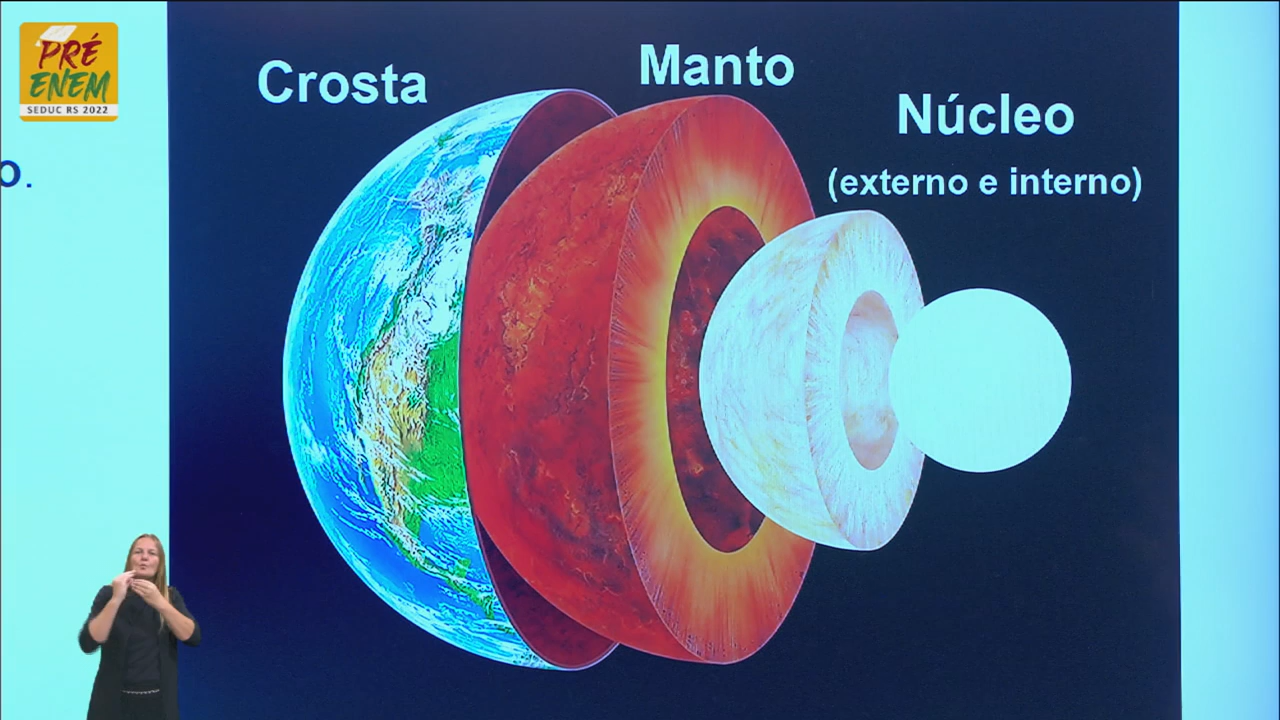 PRÉ
ENEM
SEDUC RS 2022
o.
Crosta
Manto
Núcleo
(externo e interno)